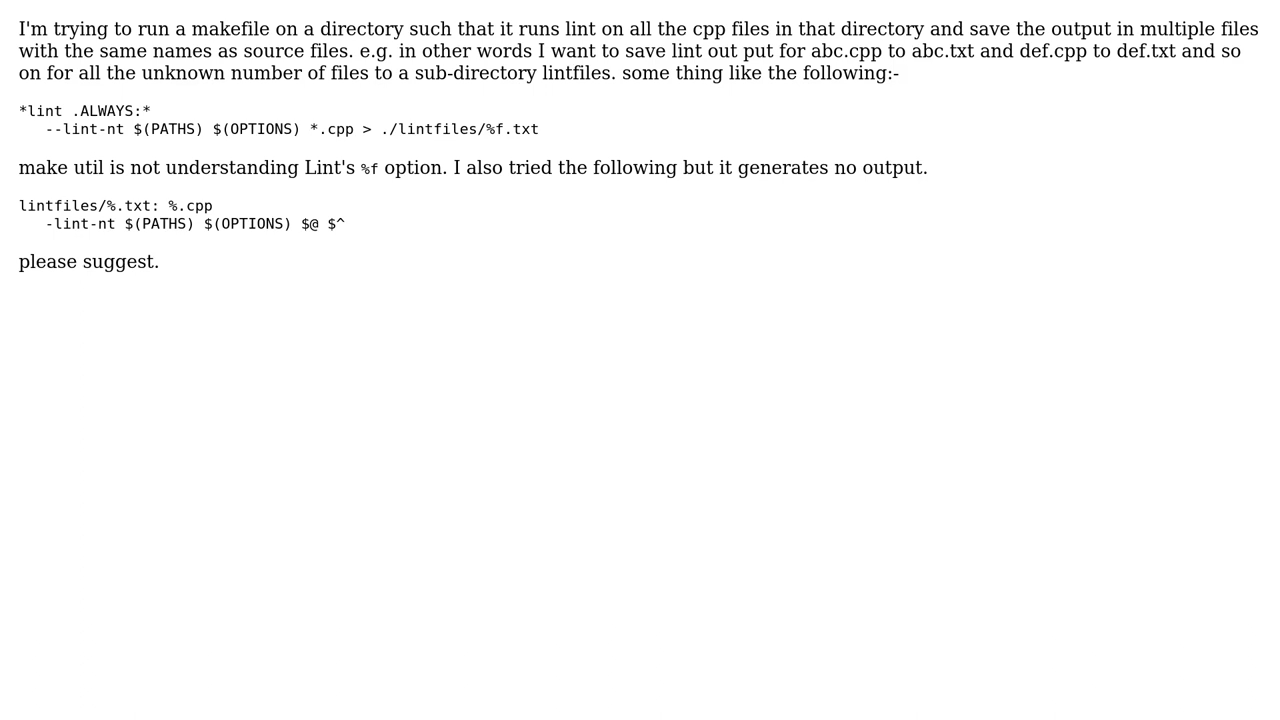 I'm trying to run a makefile on a directory such that it runs lint on all the cpp files in that directory and save the output in multiple files
with the same names as source files. e.g. in other words I want to save lint out put for abc.cpp to abc.txt and def.cpp to def.txt and so
on for all the unknown number of files to a sub-directory lintfiles. some thing like the following:-
*lint .ALWAYS:*
   --lint-nt $(PATHS) $(OPTIONS) *.cpp > ./lintfiles/%f.txt
make util is not understanding Lint's %f option. I also tried the following but it generates no output.
lintfiles/%.txt: %.cpp
   -lint-nt $(PATHS) $(OPTIONS) $@ $^
please suggest.